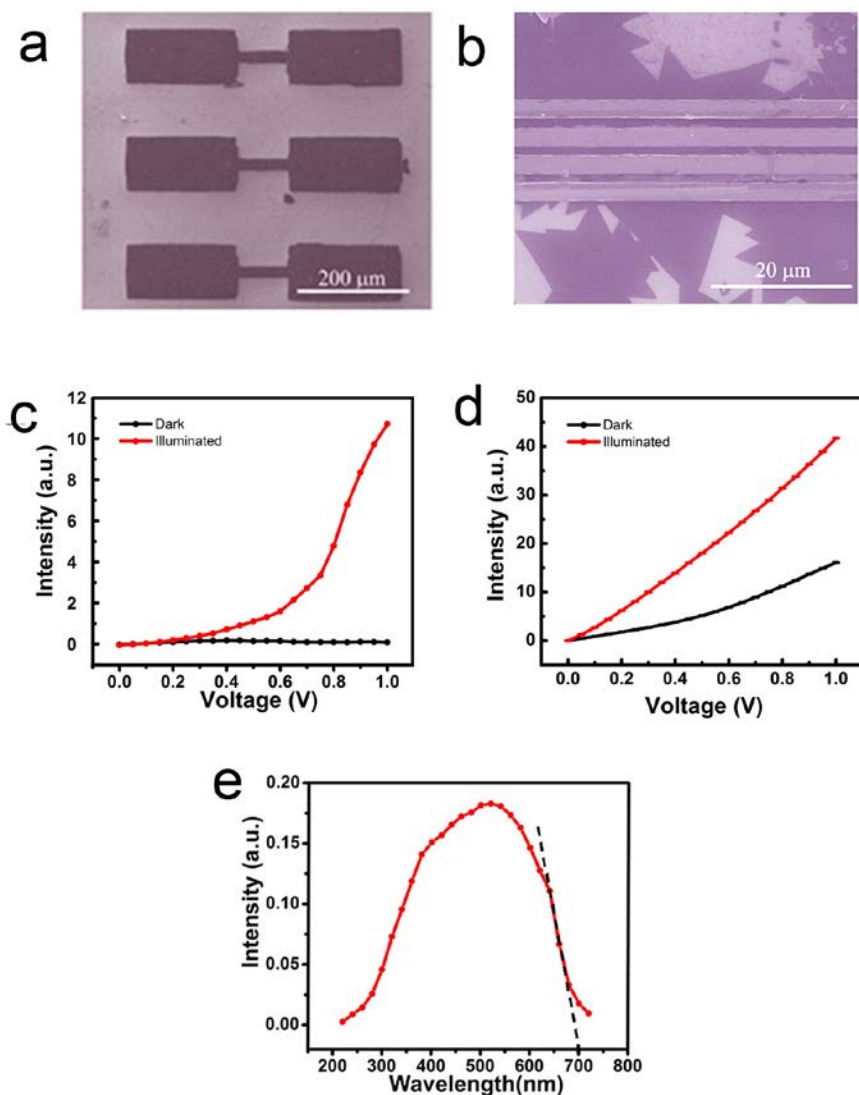 a
b
200 μm
20 μm
c
d
12
10
8
6
4
2
0
Intensity (a.u.)
Dark
Illuminated
0.0 0.2 0.4 0.6 0.8 1.0
Voltage (V)
50
40
30
20
10
0
Intensity (a.u.)
Dark
Illuminated
0.0 0.2 0.4 0.6 0.8 1.0
Voltage (V)
e
0.20
0.15
0.10
0.05
0.00
Intensity (a.u.)
200 300 400 500 600 700 800
Wavelength(nm)